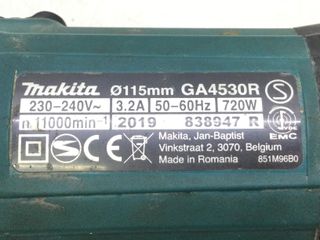 makita Ø115mm GA4530R S
230-240V~ 3.2A 50-60Hz 720W
n 11000min-¹ 2019 838947 R
EMC
Makita, Jan-Baptist
Vinkstraat 2, 3070, Belgium
Made in Romania 851M96B0